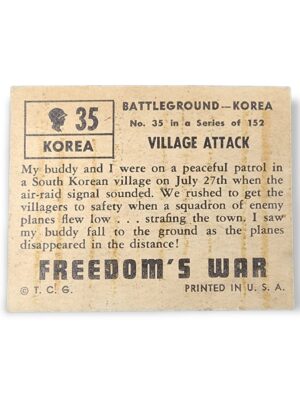 35
KOREA
BATTLEGROUND—KOREA
No. 35 in a Series of 152
VILLAGE ATTACK
My buddy and I were on a peaceful patrol in
a South Korean village on July 27th when the
air-raid signal sounded. We rushed to get the
villagers to safety when a squadron of enemy
planes flew low . . . strafing the town. I saw
my buddy fall to the ground as the planes
disappeared in the distance!
FREEDOM'S WAR
© T. C. G.
PRINTED IN U. S. A.